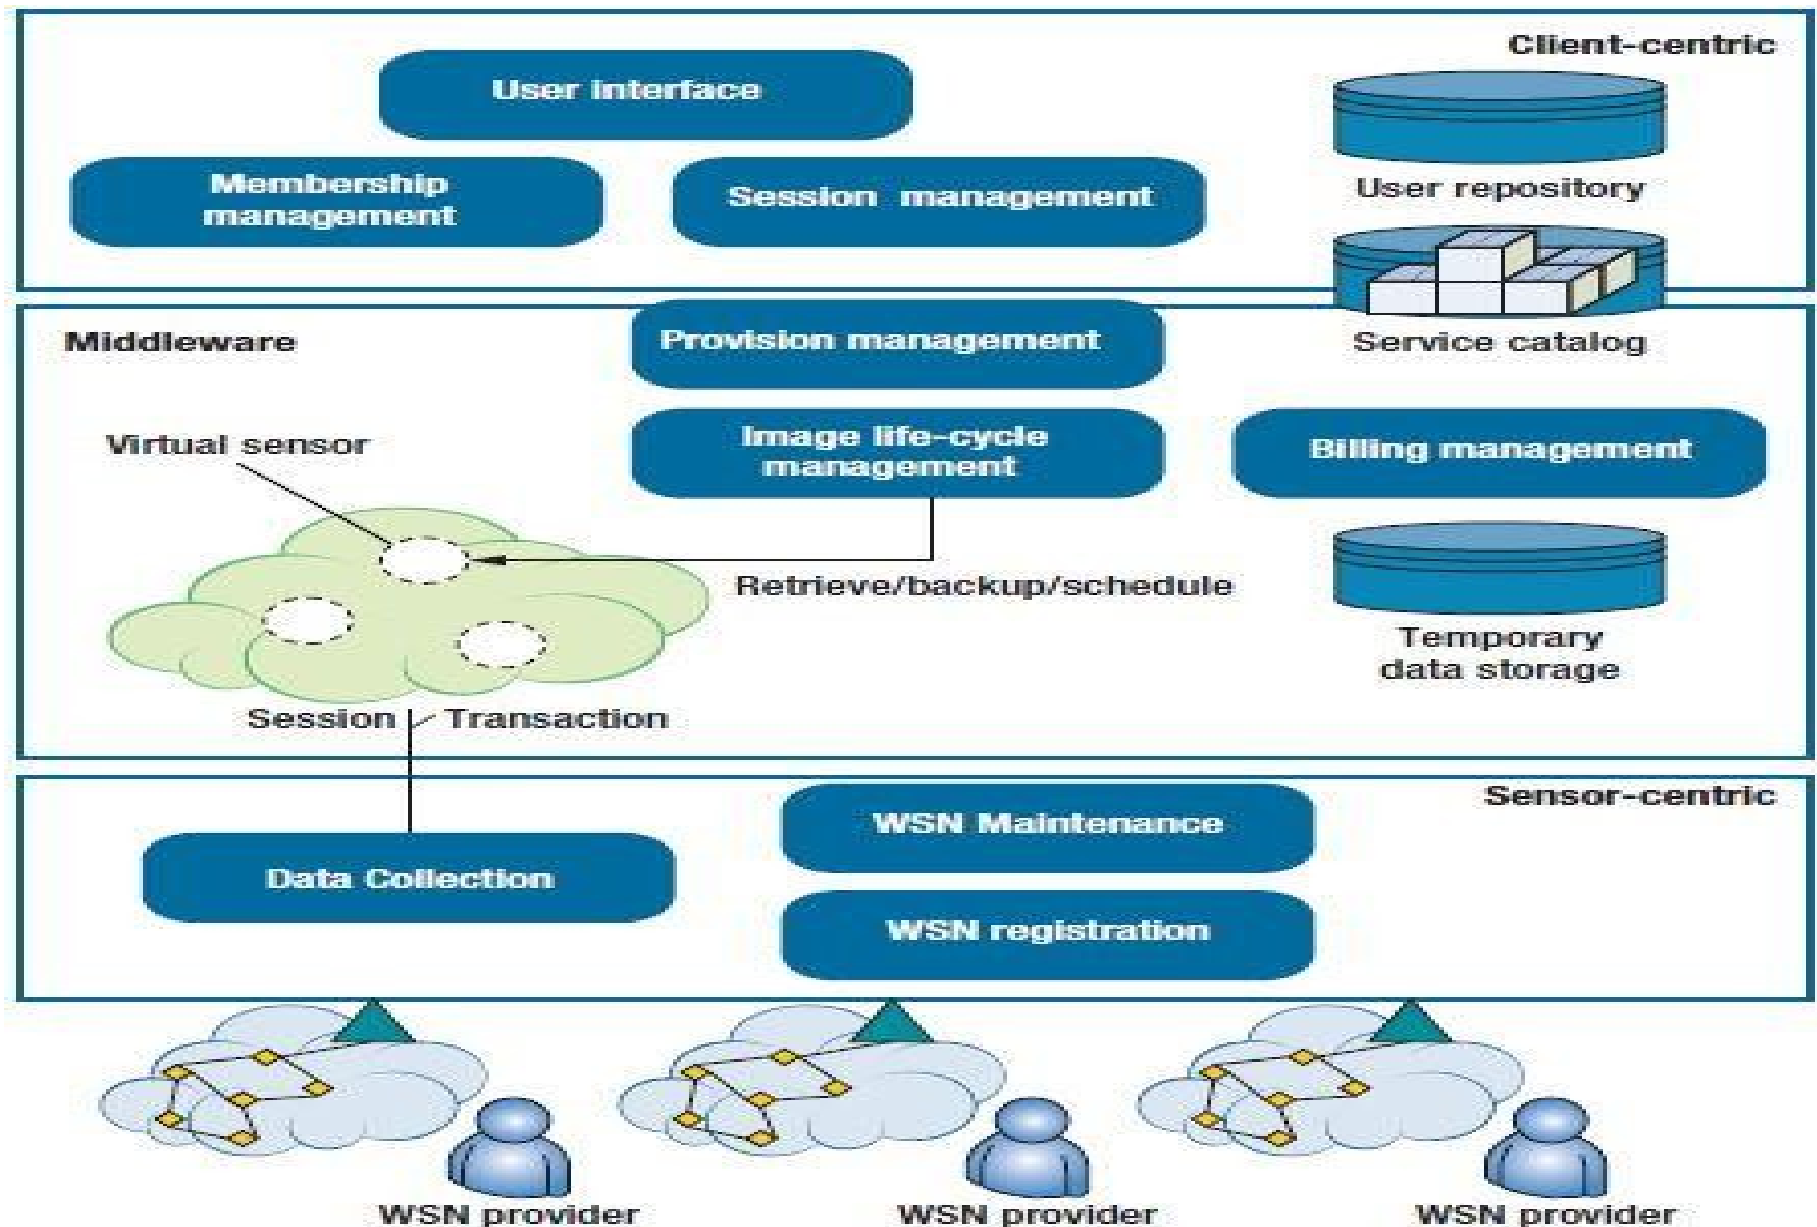 Client-centric
User interface
Membership
management
Session management
User repository
Service catalog
Middleware
Provision management
Image life-cycle
management
Billing management
Virtual sensor
Retrieve/backup/schedule
Temporary
data storage
Session
Transaction
Sensor-centric
WSN Maintenance
Data Collection
WSN registration
WSN provider
WSN provider
WSN provider